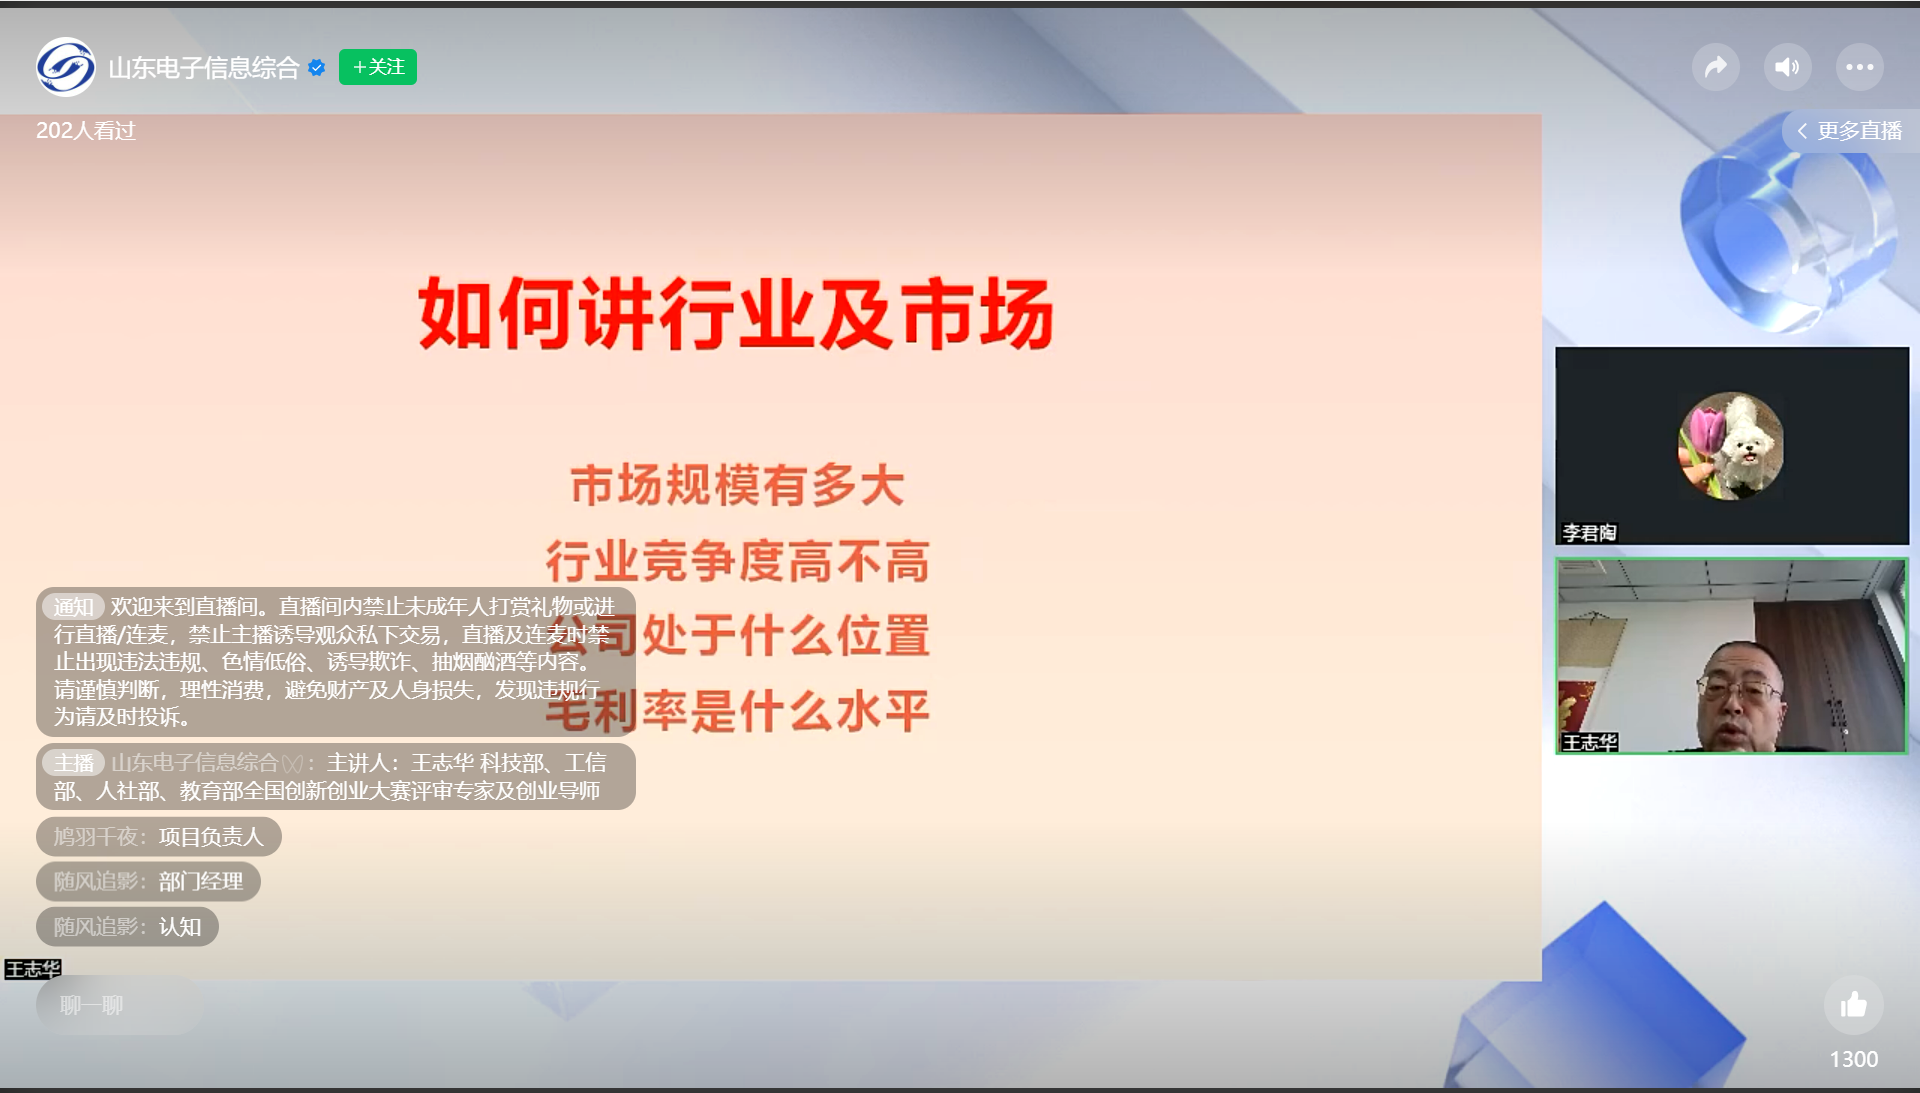 山东电子信息综合
+关注
202人看过
更多直播
如何讲行业及市场
市场规模有多大
行业竞争度高不高
公司处于什么位置
毛利率是什么水平
通知 欢迎来到直播间。直播间内禁止未成年人打赏礼物或进
行直播/连麦，禁止主播诱导观众私下交易，直播及连麦时禁
止出现违法违规、色情低俗、诱导欺诈、抽烟酗酒等内容。
请谨慎判断，理性消费，避免财产及人身损失，发现违规行
为请及时投诉。
主播 山东电子信息综合：主讲人：王志华 科技部、工信
部、人社部、教育部全国创新创业大赛评审专家及创业导师
鸠羽千夜：项目负责人
随风追影：部门经理
随风追影：认知
王志华
聊一聊
李君陶
王志华
1300